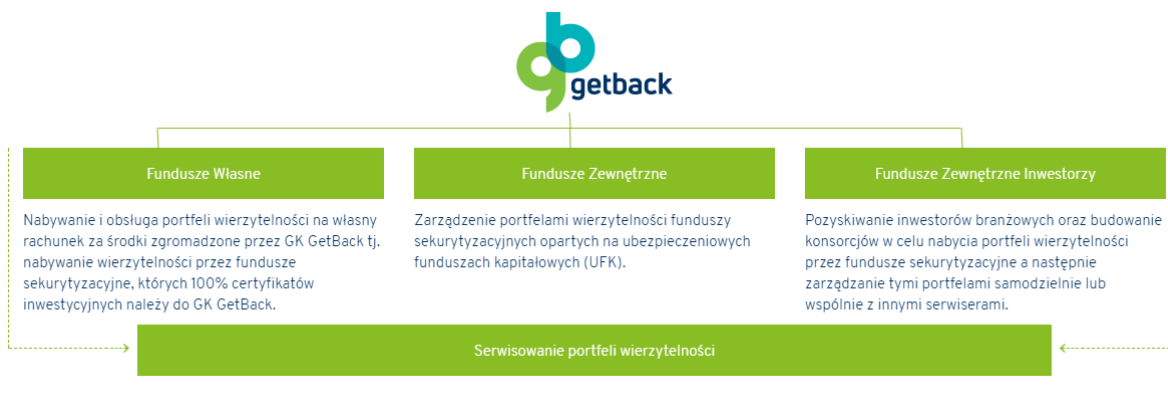 getback
Fundusze Własne
Nabywanie i obsługa portfeli wierzytelności na własny
rachunek za środki zgromadzone przez GK GetBack tj.
nabywanie wierzytelności przez fundusze
sekurytyzacyjne, których 100% certyfikatów
inwestycyjnych należy do GK GetBack.
Fundusze Zewnętrzne
Zarządzenie portfelami wierzytelności funduszy
sekurytyzacyjnych opartych na ubezpieczeniowych
funduszach kapitałowych (UFK).
Fundusze Zewnętrzne Inwestorzy
Pozyskiwanie inwestorów branżowych oraz budowanie
konsorcjów w celu nabycia portfeli wierzytelności
przez fundusze sekurytyzacyjne a następnie
zarządzanie tymi portfelami samodzielnie lub
wspólnie z innymi serwiserami.
Serwisowanie portfeli wierzytelności